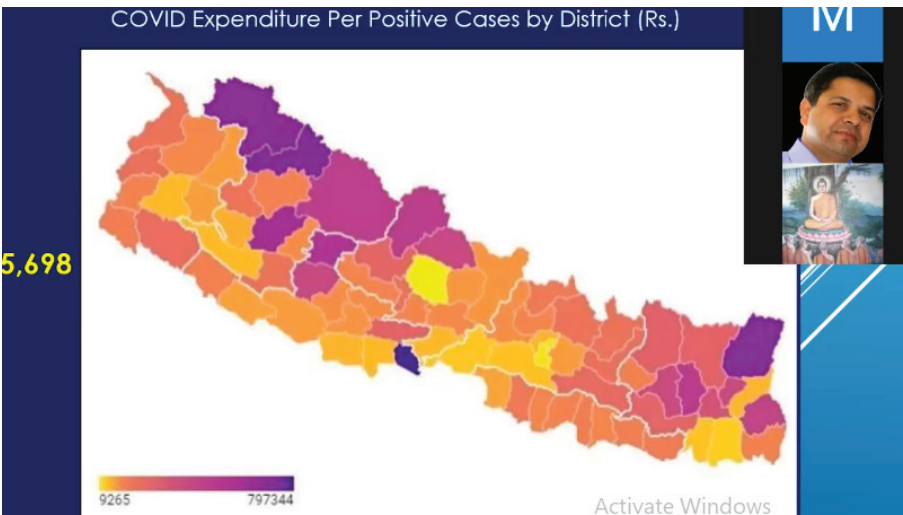 COVID Expenditure Per Positive Cases by District (Rs.)
M
5,698
9265 797344
Activate Windows